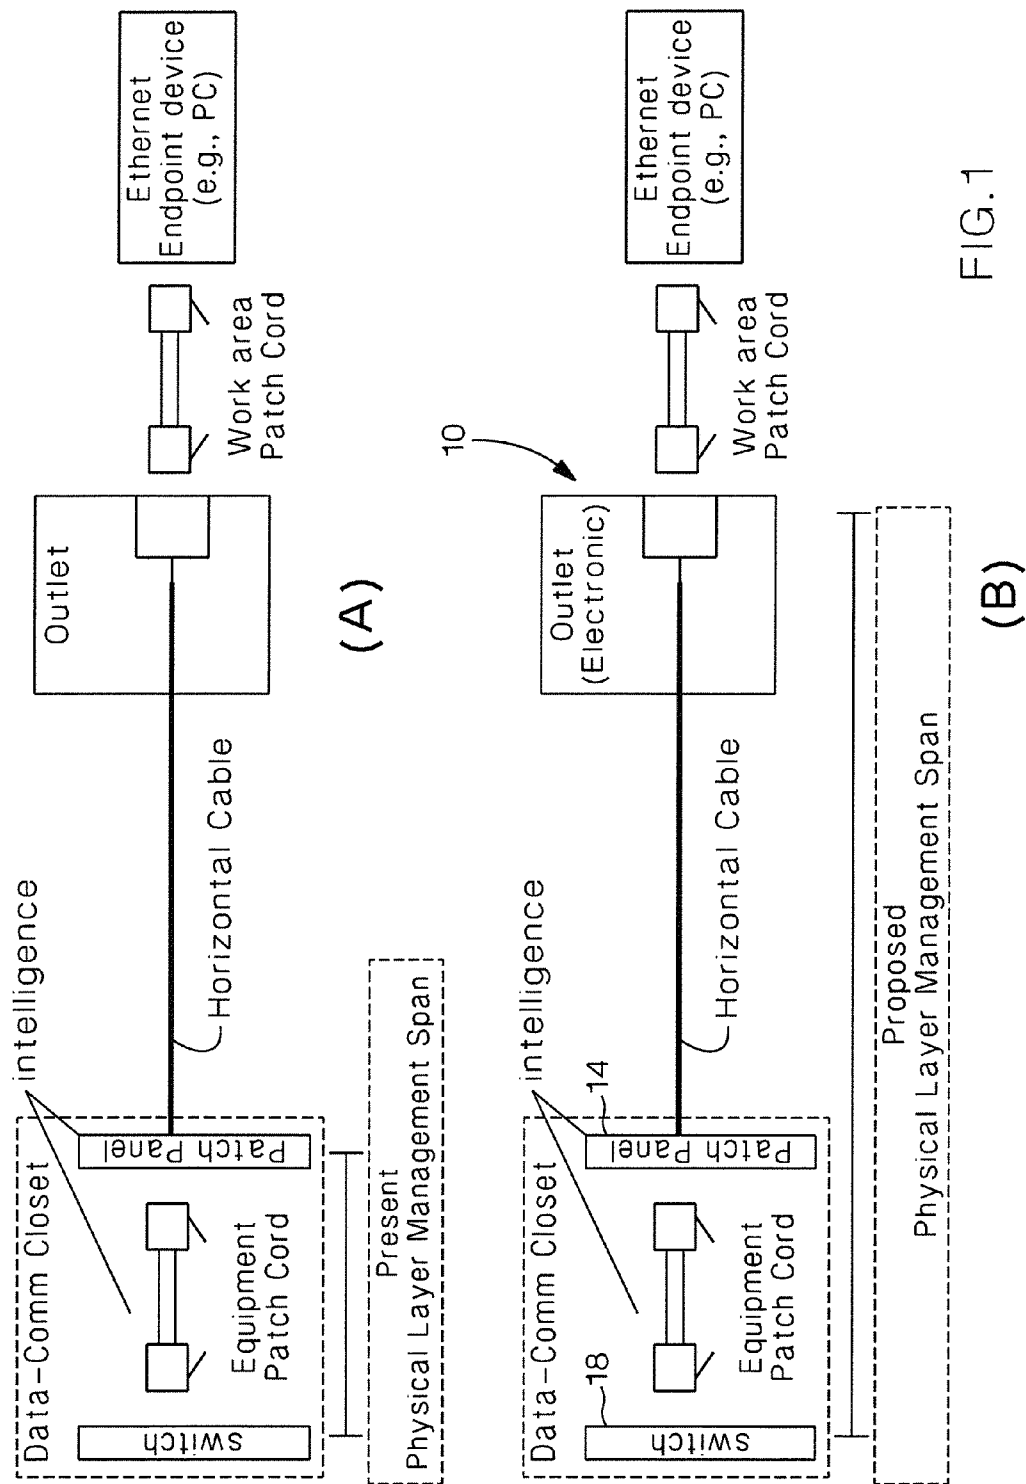 Data-Comm Closet
intelligence
switch
Equipment
Patch Cord
Patch Panel
Horizontal Cable
Outlet
Work area
Patch Cord
Ethernet
Endpoint device
(e.g., PC)
Present
Physical Layer Management Span
(A)
Data-Comm Closet
intelligence
18
switch
Equipment
Patch Cord
14
Patch Panel
Horizontal Cable
Outlet
(Electronic)
10
Work area
Patch Cord
Ethernet
Endpoint device
(e.g., PC)
Proposed
Physical Layer Management Span
(B)
FIG.1